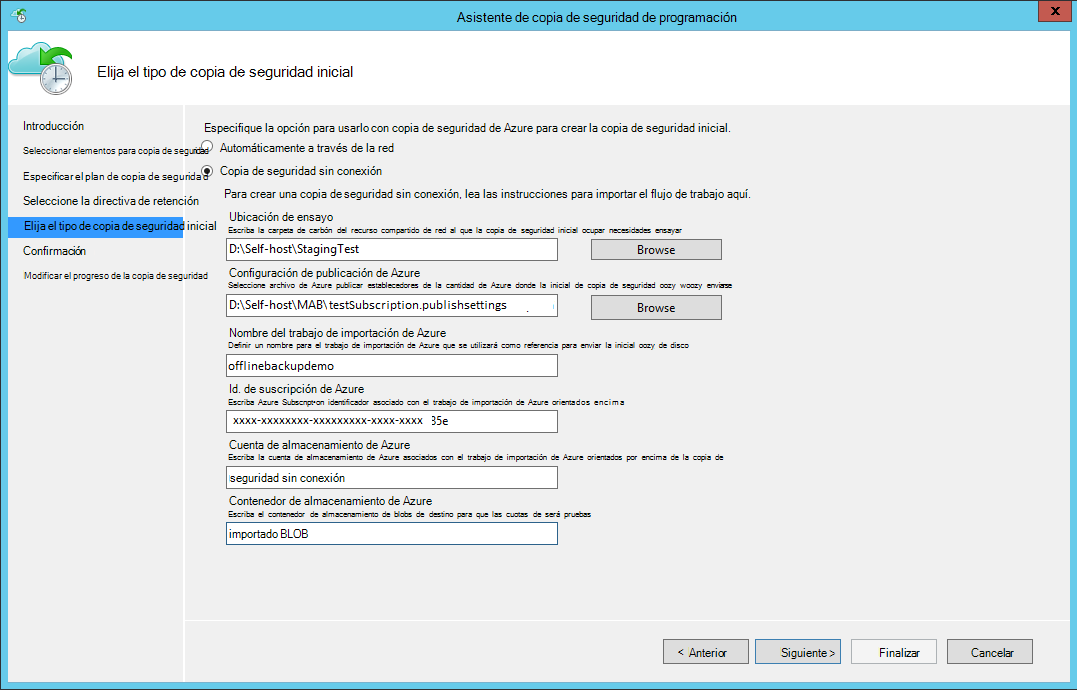 Asistente de copia de seguridad de programación
x
Elija el tipo de copia de seguridad inicial
Introducción
Seleccionar elementos para copia de seguridad
Especificar el plan de copia de seguridad
Seleccione la directiva de retención
Elija el tipo de copia de seguridad inicial
Confirmación
Modificar el progreso de la copia de seguridad
Especifique la opción para usarlo con copia de seguridad de Azure para crear la copia de seguridad inicial.
Automáticamente a través de la red
Copia de seguridad sin conexión
Para crear una copia de seguridad sin conexión, lea las instrucciones para importar el flujo de trabajo aquí.
Ubicación de ensayo
Escriba la carpeta de carbón del recurso compartido de red al que la copia de seguridad inicial ocupar necesidades ensayar
D:\Self-host\StagingTest
Browse
Configuración de publicación de Azure
Seleccione archivo de Azure publicar establecedores de la cantidad de Azure donde la inicial de copia de seguridad oozy woozy enviarse
D:\Self-host\MAB\testSubscription.publishsettings
Browse
Nombre del trabajo de importación de Azure
Definir un nombre para el trabajo de importación de Azure que se utilizará como referencia para enviar la inicial oozy de disco
offlinebackupdemo
Id. de suscripción de Azure
Escriba Azure Subscnpt•on identificador asociado con el trabajo de importación de Azure orientados encima
xxxx-xxxxxxxx-xxxxxxxxx-xxxx-xxxx 35e
Cuenta de almacenamiento de Azure
Escriba la cuenta de almacenamiento de Azure asociados con el trabajo de importación de Azure orientados por encima de la copia de
seguridad sin conexión
Contenedor de almacenamiento de Azure
Escriba el contenedor de almacenamiento de blobs de destino para que las cuotas de será pruebas
importado BLOB
< Anterior
Siguiente >
Finalizar
Cancelar